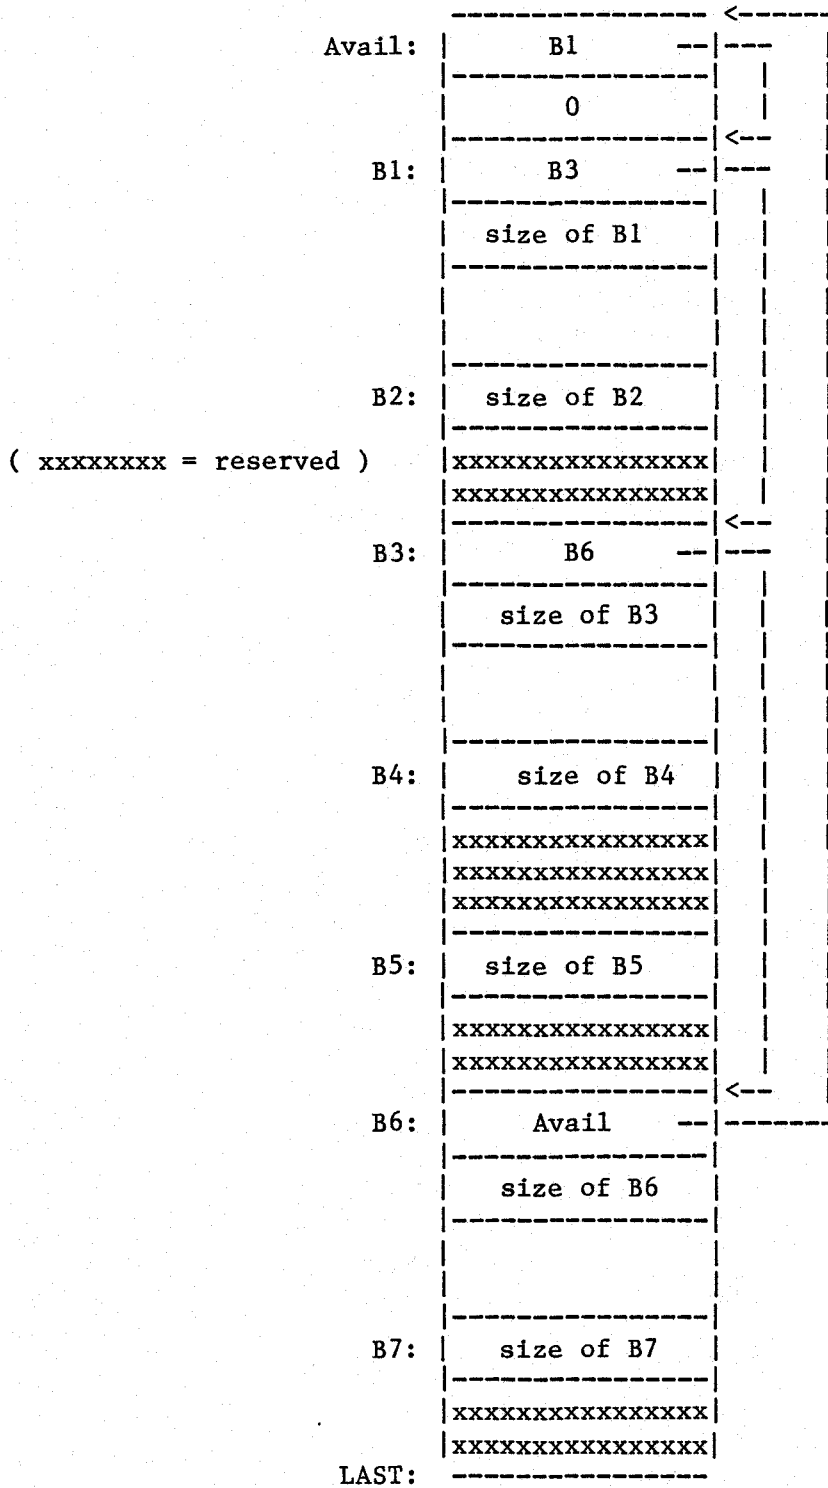 Avail: B1
0
B1: B3
size of B1
B2: size of B2
( xxxxxxxx = reserved ) xxxxxxxxxxxxxxxx
xxxxxxxxxxxxxxxx
B3: B6
size of B3
B4: size of B4
xxxxxxxxxxxxxxxx
xxxxxxxxxxxxxxxx
xxxxxxxxxxxxxxxx
B5: size of B5
xxxxxxxxxxxxxxxx
xxxxxxxxxxxxxxxx
B6: Avail
size of B6
B7: size of B7
xxxxxxxxxxxxxxxx
xxxxxxxxxxxxxxxx
LAST: